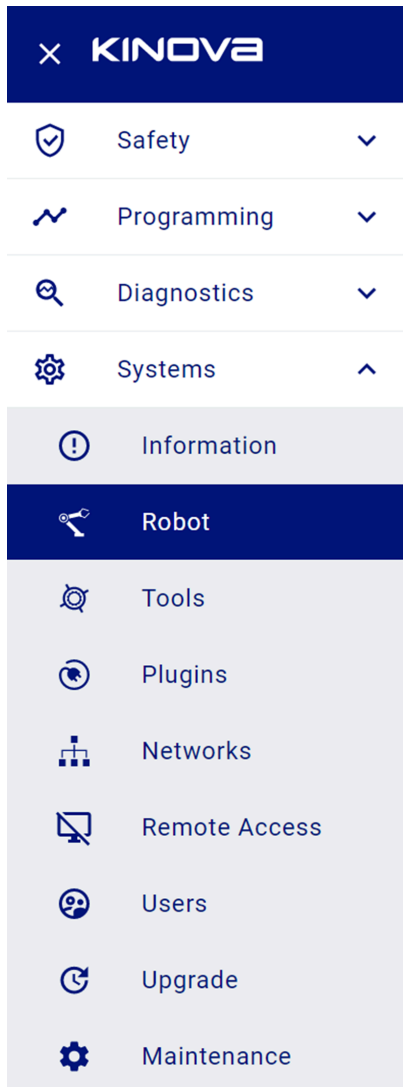 KINOVA
Safety
Programming
Diagnostics
Systems
Information
Robot
Tools
Plugins
Networks
Remote Access
Users
Upgrade
Maintenance